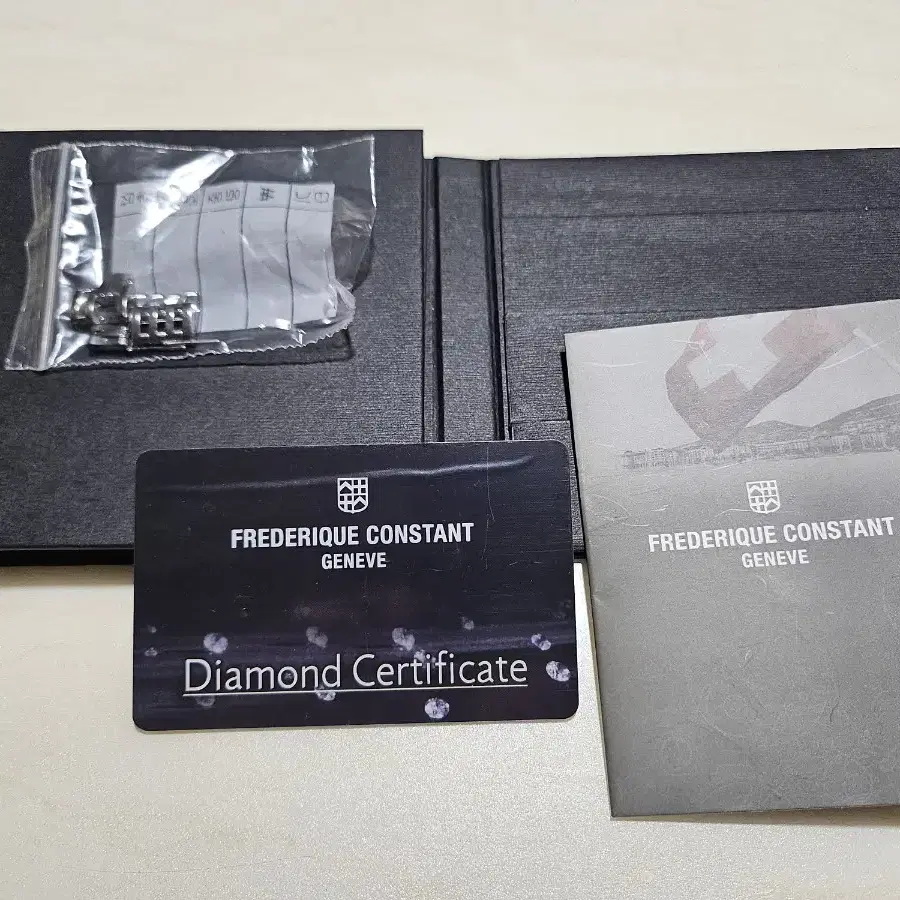 FREDERIQUE CONSTANT
GENEVE
Diamond Certificate
FREDERIQUE CONSTANT
GENEVE